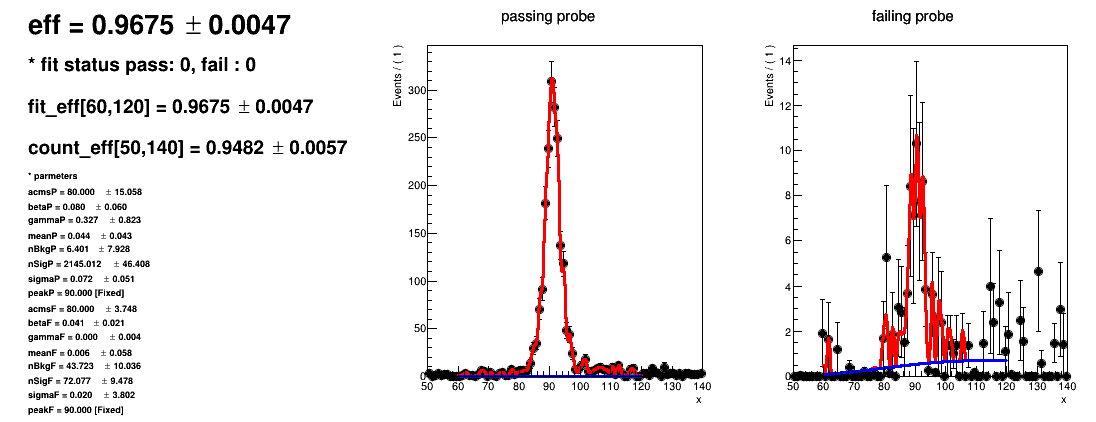 eff = 0.9675 ± 0.0047
* fit status pass: 0, fail : 0
fit_eff[60,120] = 0.9675 ± 0.0047
count_eff[50,140] = 0.9482 ± 0.0057
* parmeters
acmsP = 80.000 ± 15.058
betaP = 0.080 ± 0.060
gammaP = 0.327 ± 0.823
meanP = 0.044 ± 0.043
nBkgP = 6.401 ± 7.928
nSigP = 2145.012 ± 46.408
sigmaP = 0.072 ± 0.051
peakP = 90.000 [Fixed]
acmsF = 80.000 ± 3.748
betaF = 0.041 ± 0.021
gammaF = 0.000 ± 0.004
meanF = 0.006 ± 0.058
nBkgF = 43.723 ± 10.036
nSigF = 72.077 ± 9.478
sigmaF = 0.020 ± 3.802
peakF = 90.000 [Fixed]
passing probe
Events / ( 1 )
300
250
200
150
100
50
0
50 60 70 80 90 100 110 120 130 140
x
failing probe
Events / ( 1 )
14
12
10
8
6
4
2
0
50 60 70 80 90 100 110 120 130 140
x